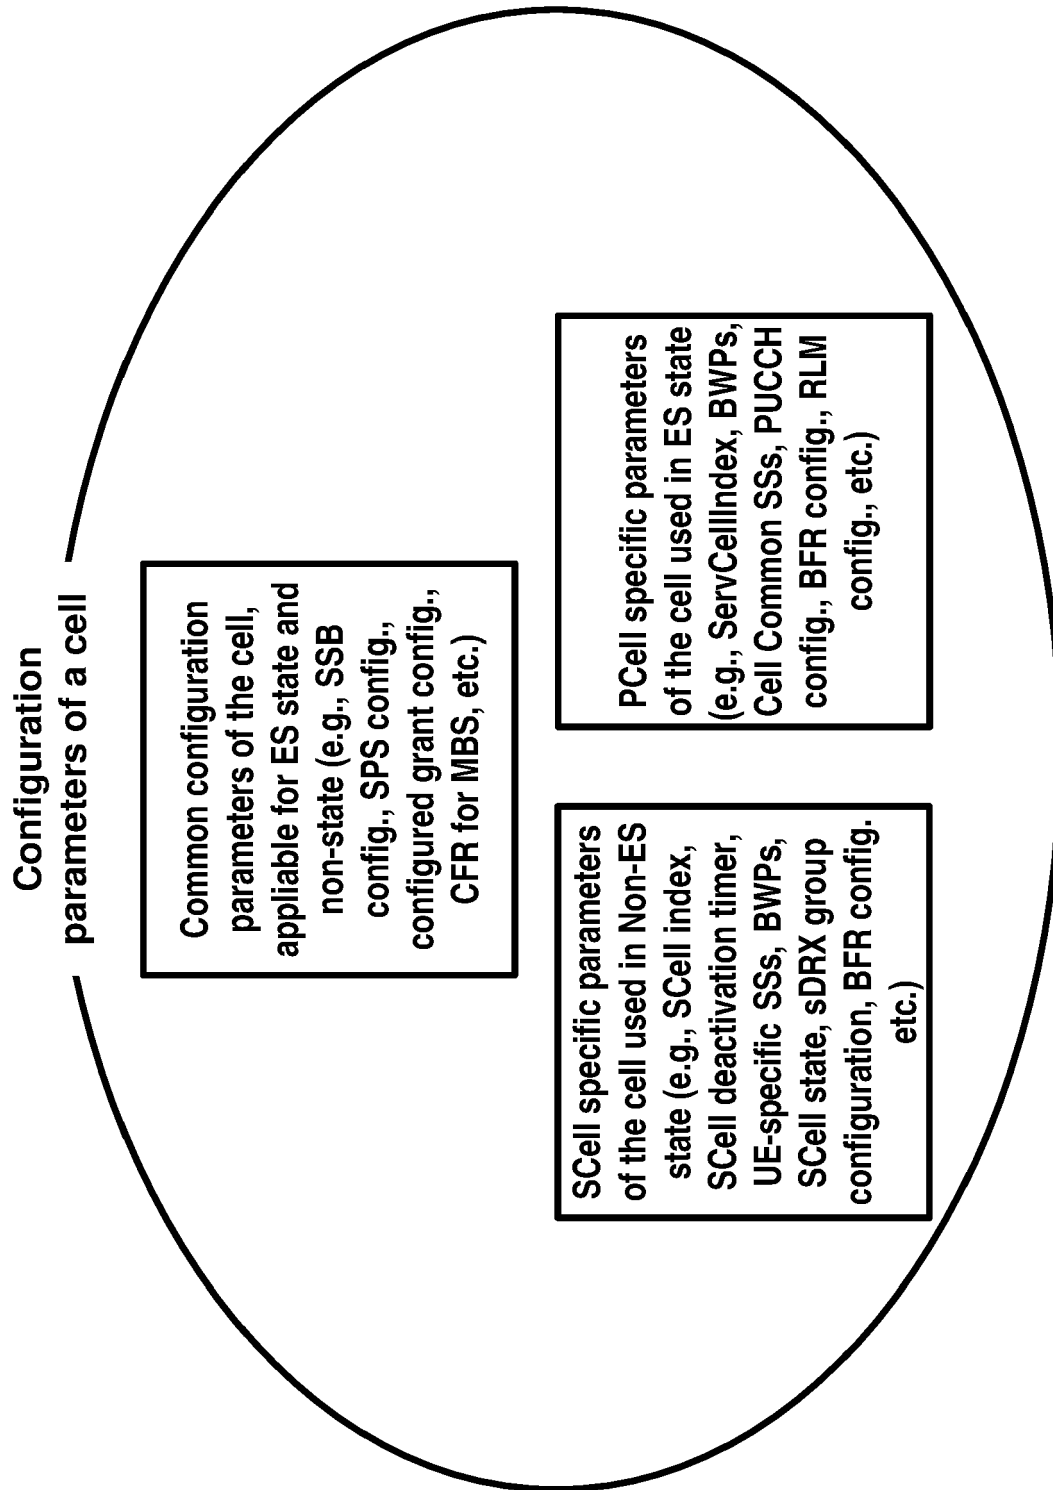 Configuration
parameters of a cell
Common configuration
parameters of the cell,
appliable for ES state and
non-state (e.g., SSB
config., SPS config.,
configured grant config.,
CFR for MBS, etc.)
SCell specific parameters
of the cell used in Non-ES
state (e.g., SCell index,
SCell deactivation timer,
UE-specific SSs, BWPs,
SCell state, sDRX group
configuration, BFR config.
etc.)
PCell specific parameters
of the cell used in ES state
(e.g., ServCellIndex, BWPs,
Cell Common SSs, PUCCH
config., BFR config., RLM
config., etc.)